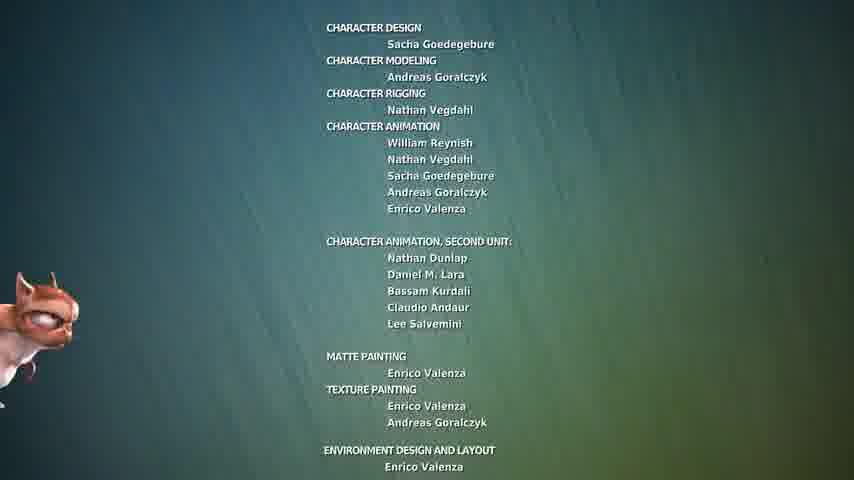 CHARACTER DESIGN
Sacha Goedegebure
CHARACTER MODELING
Andreas Goralczyk
CHARACTER RIGGING
Nathan Vegdahl
CHARACTER ANIMATION
William Reynish
Nathan Vegdahl
Sacha Goedegebure
Andreas Goralczyk
Enrico Valenza
CHARACTER ANIMATION, SECOND UNIT:
Nathan Dunlap
Daniel M. Lara
Bassam Kurdali
Claudio Andaur
Lee Salvemini
MATTE PAINTING
Enrico Valenza
TEXTURE PAINTING
Enrico Valenza
Andreas Goralczyk
ENVIRONMENT DESIGN AND LAYOUT
Enrico Valenza